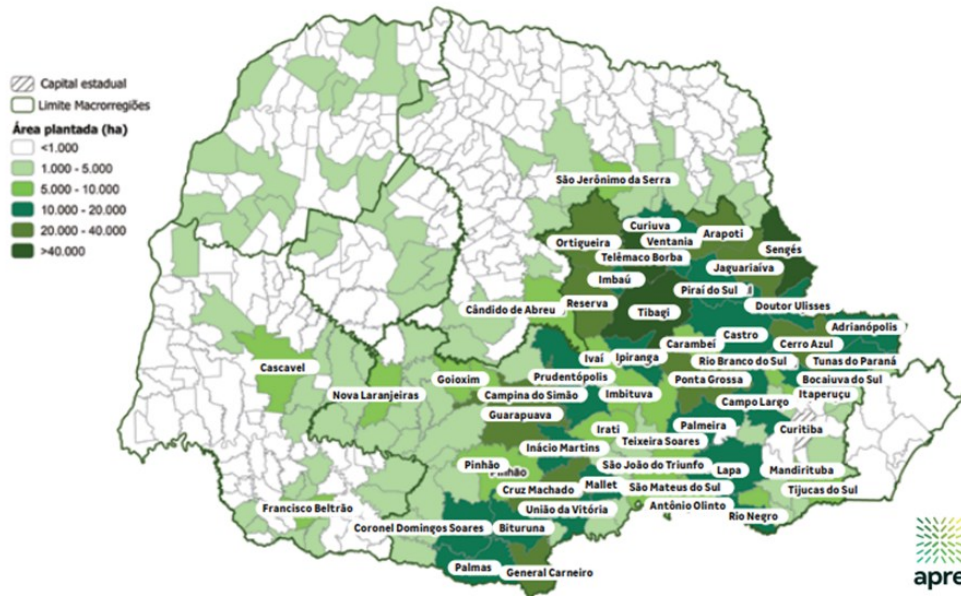 Capital estadual
Limite Macrorregiões
Área plantada (ha)
<1.000
1.000 - 5.000
5.000 - 10.000
10.000 - 20.000
20.000 - 40.000
>40.000
São Jerônimo da Serra
Curiuva
Arapoti
Ortigueira
Ventania
Sengés
Telêmaco Borba
Jaguariaíva
Imbaú
Piraí do Sul
Reserva
Cândido de Abreu
Tibagi
Doutor Ulisses
Adrianópolis
Castro
Carambeí
Cerro Azul
Ivaí
Ipiranga
Rio Branco do Sul
Tunas do Paraná
Cascavel
Goioxim
Prudentópolis
Ponta Grossa
Bocaiuva do Sul
Nova Laranjeiras
Campina do Simão
Imbituva
Itaperuçu
Campo Largo
Guarapuava
Irati
Palmeira
Curitiba
Teixeira Soares
Inácio Martins
Pinhão
Pinhão
São João do Triunfo
Lapa
Mandirituba
Cruz Machado
Mallet
São Mateus do Sul
Tijucas do Sul
Francisco Beltrão
União da Vitória
Antônio Olinto
Rio Negro
Coronel Domingos Soares
Bituruna
Palmas
General Carneiro
apre